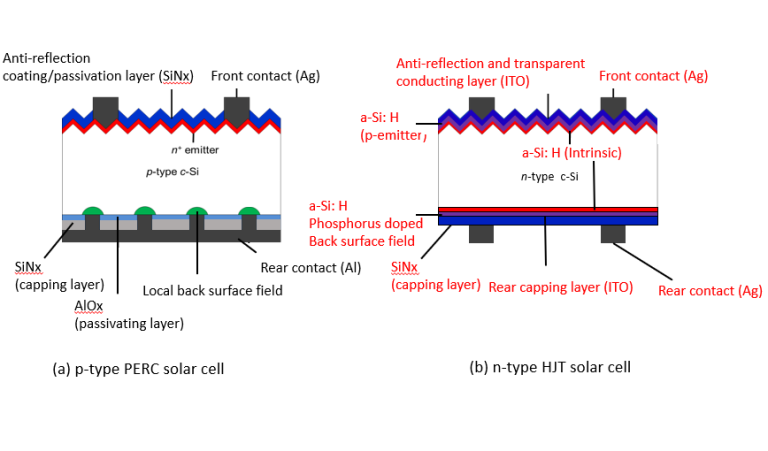 Anti-reflection
coating/passivation layer (SiNx)
Front contact (Ag)
n⁺ emitter
p-type c-Si
SiNx
(capping layer)
AlOx
(passivating layer)
Local back surface field
Rear contact (Al)
(a) p-type PERC solar cell
Anti-reflection and transparent
conducting layer (ITO)
Front contact (Ag)
a-Si: H
(p-emitter)
a-Si: H (Intrinsic)
n-type c-Si
a-Si: H
Phosphorus doped
Back surface field
SiNx
(capping layer)
Rear capping layer (ITO)
Rear contact (Ag)
(b) n-type HJT solar cell